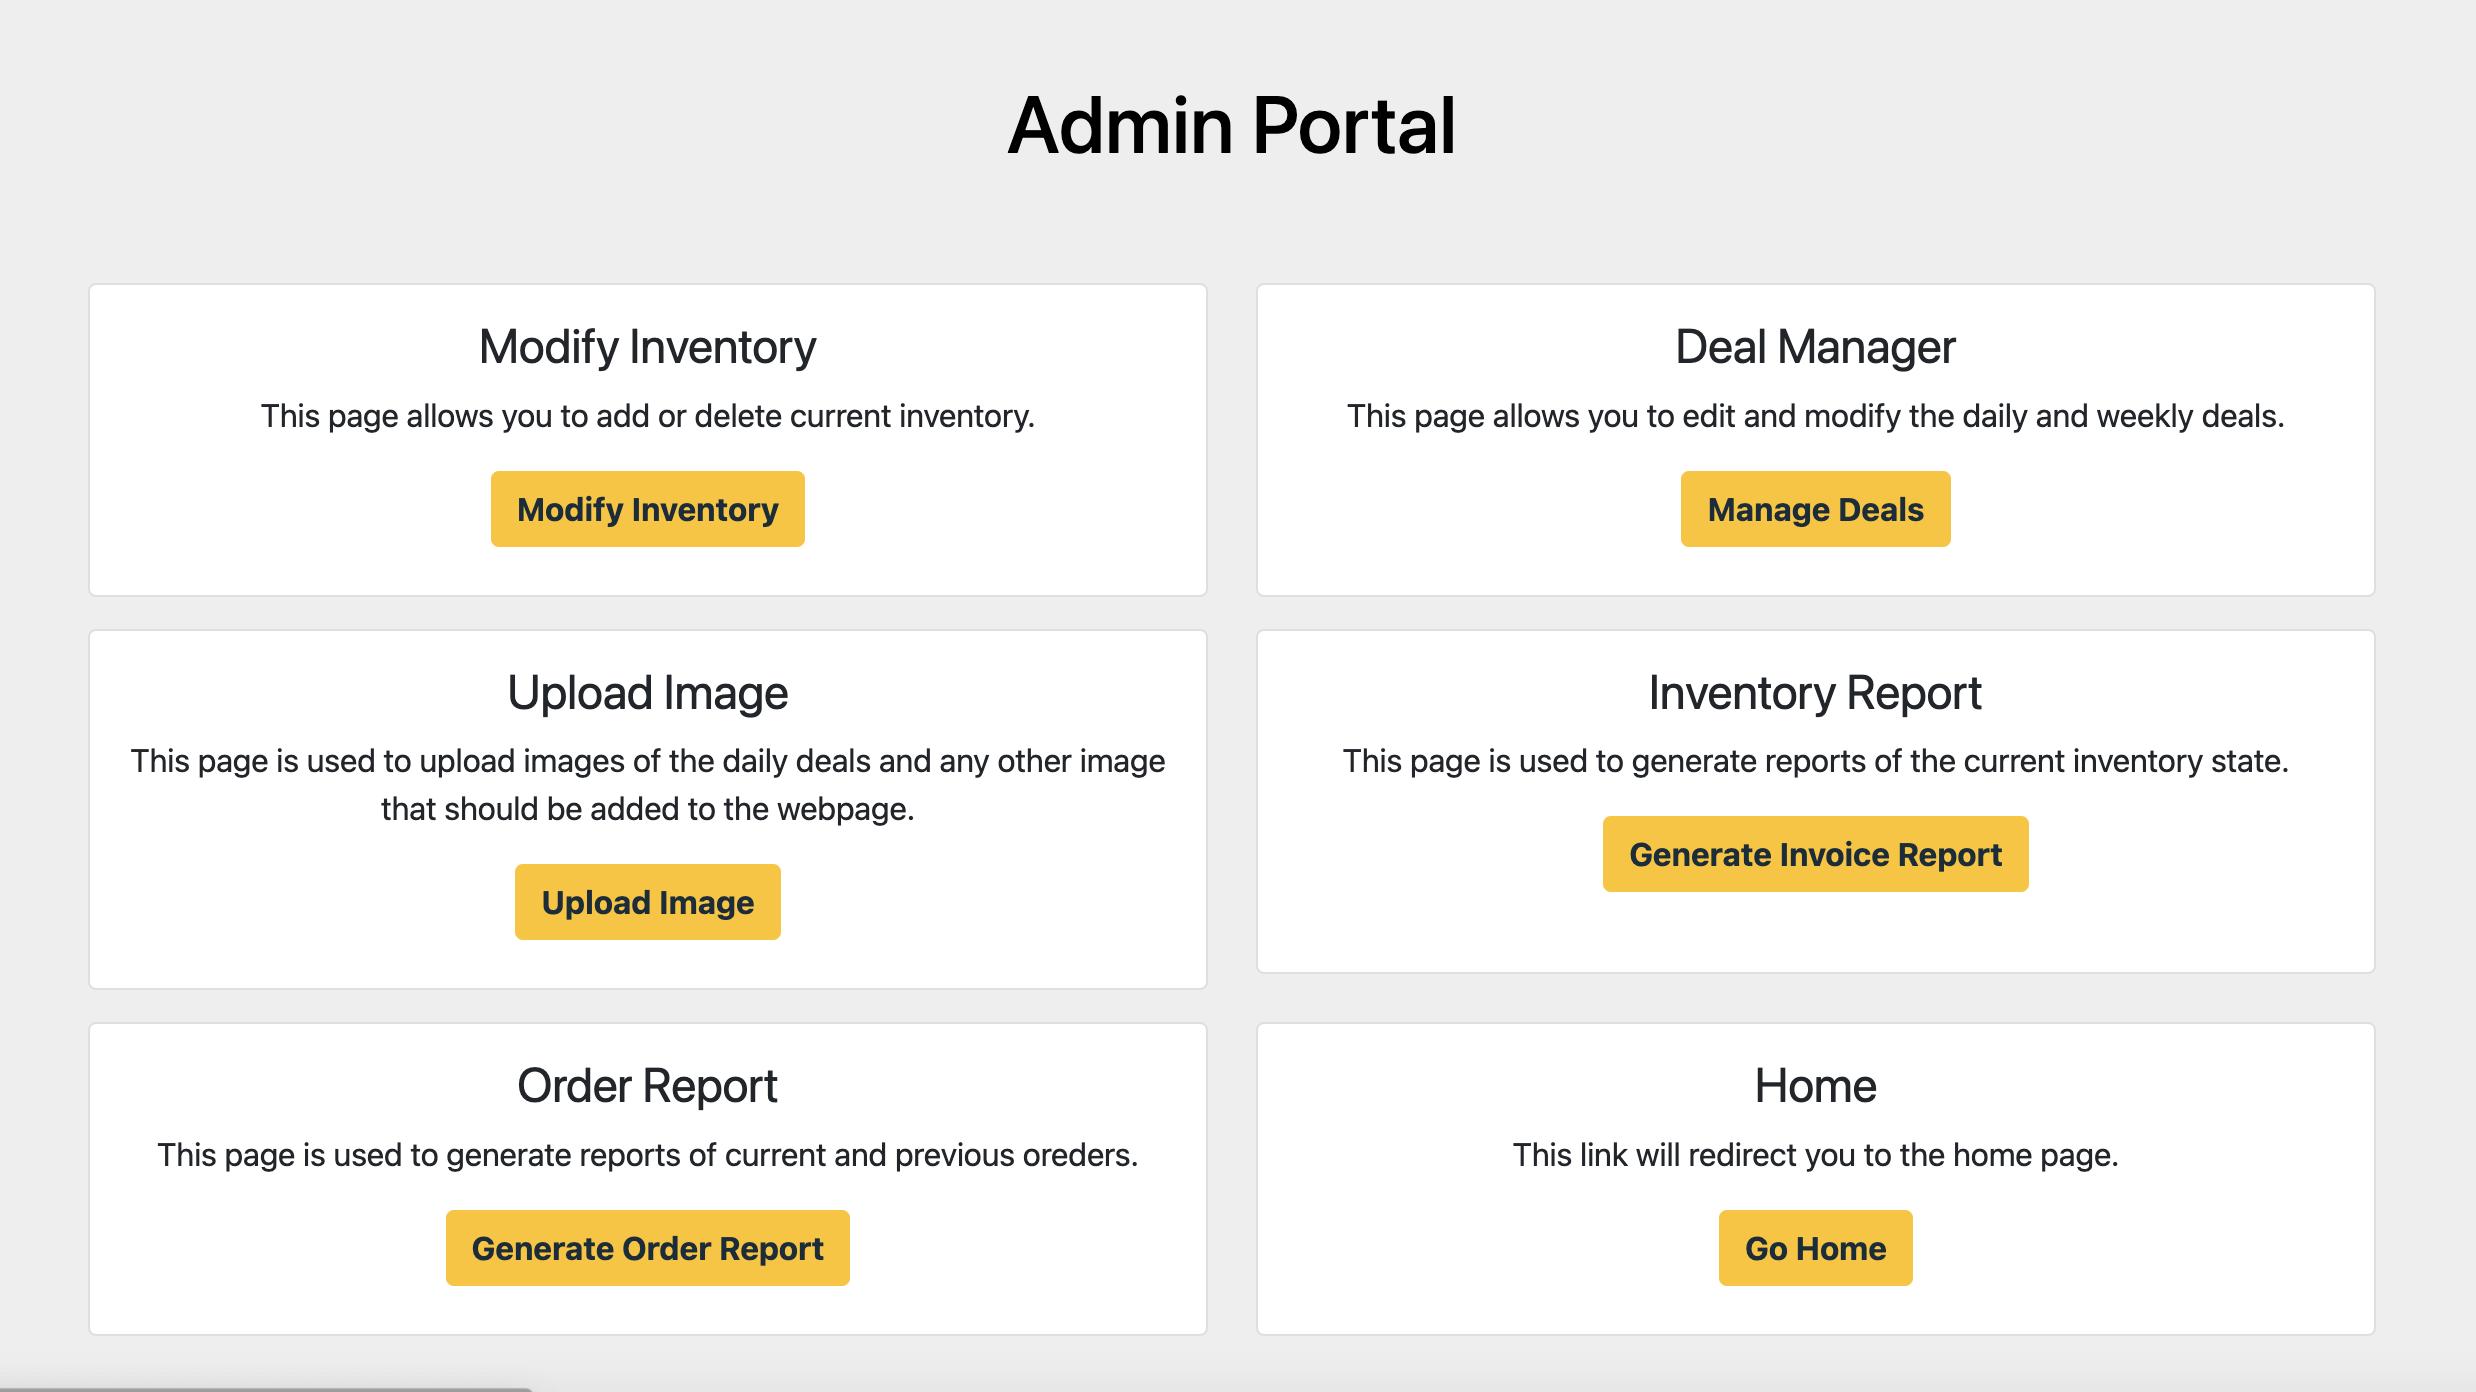 Admin Portal
Modify Inventory
This page allows you to add or delete current inventory.
Modify Inventory
Deal Manager
This page allows you to edit and modify the daily and weekly deals.
Manage Deals
Upload Image
This page is used to upload images of the daily deals and any other image
that should be added to the webpage.
Upload Image
Inventory Report
This page is used to generate reports of the current inventory state.
Generate Invoice Report
Order Report
This page is used to generate reports of current and previous oreders.
Generate Order Report
Home
This link will redirect you to the home page.
Go Home